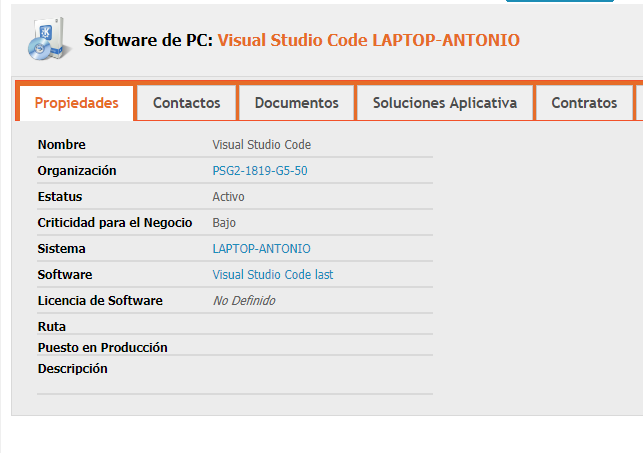 Software de PC: Visual Studio Code LAPTOP-ANTONIO
Propiedades Contactos Documentos Soluciones Aplicativa Contratos
Nombre Visual Studio Code
Organización PSG2-1819-G5-50
Estatus Activo
Criticidad para el Negocio Bajo
Sistema LAPTOP-ANTONIO
Software Visual Studio Code last
Licencia de Software No Definido
Ruta
Puesto en Producción
Descripción